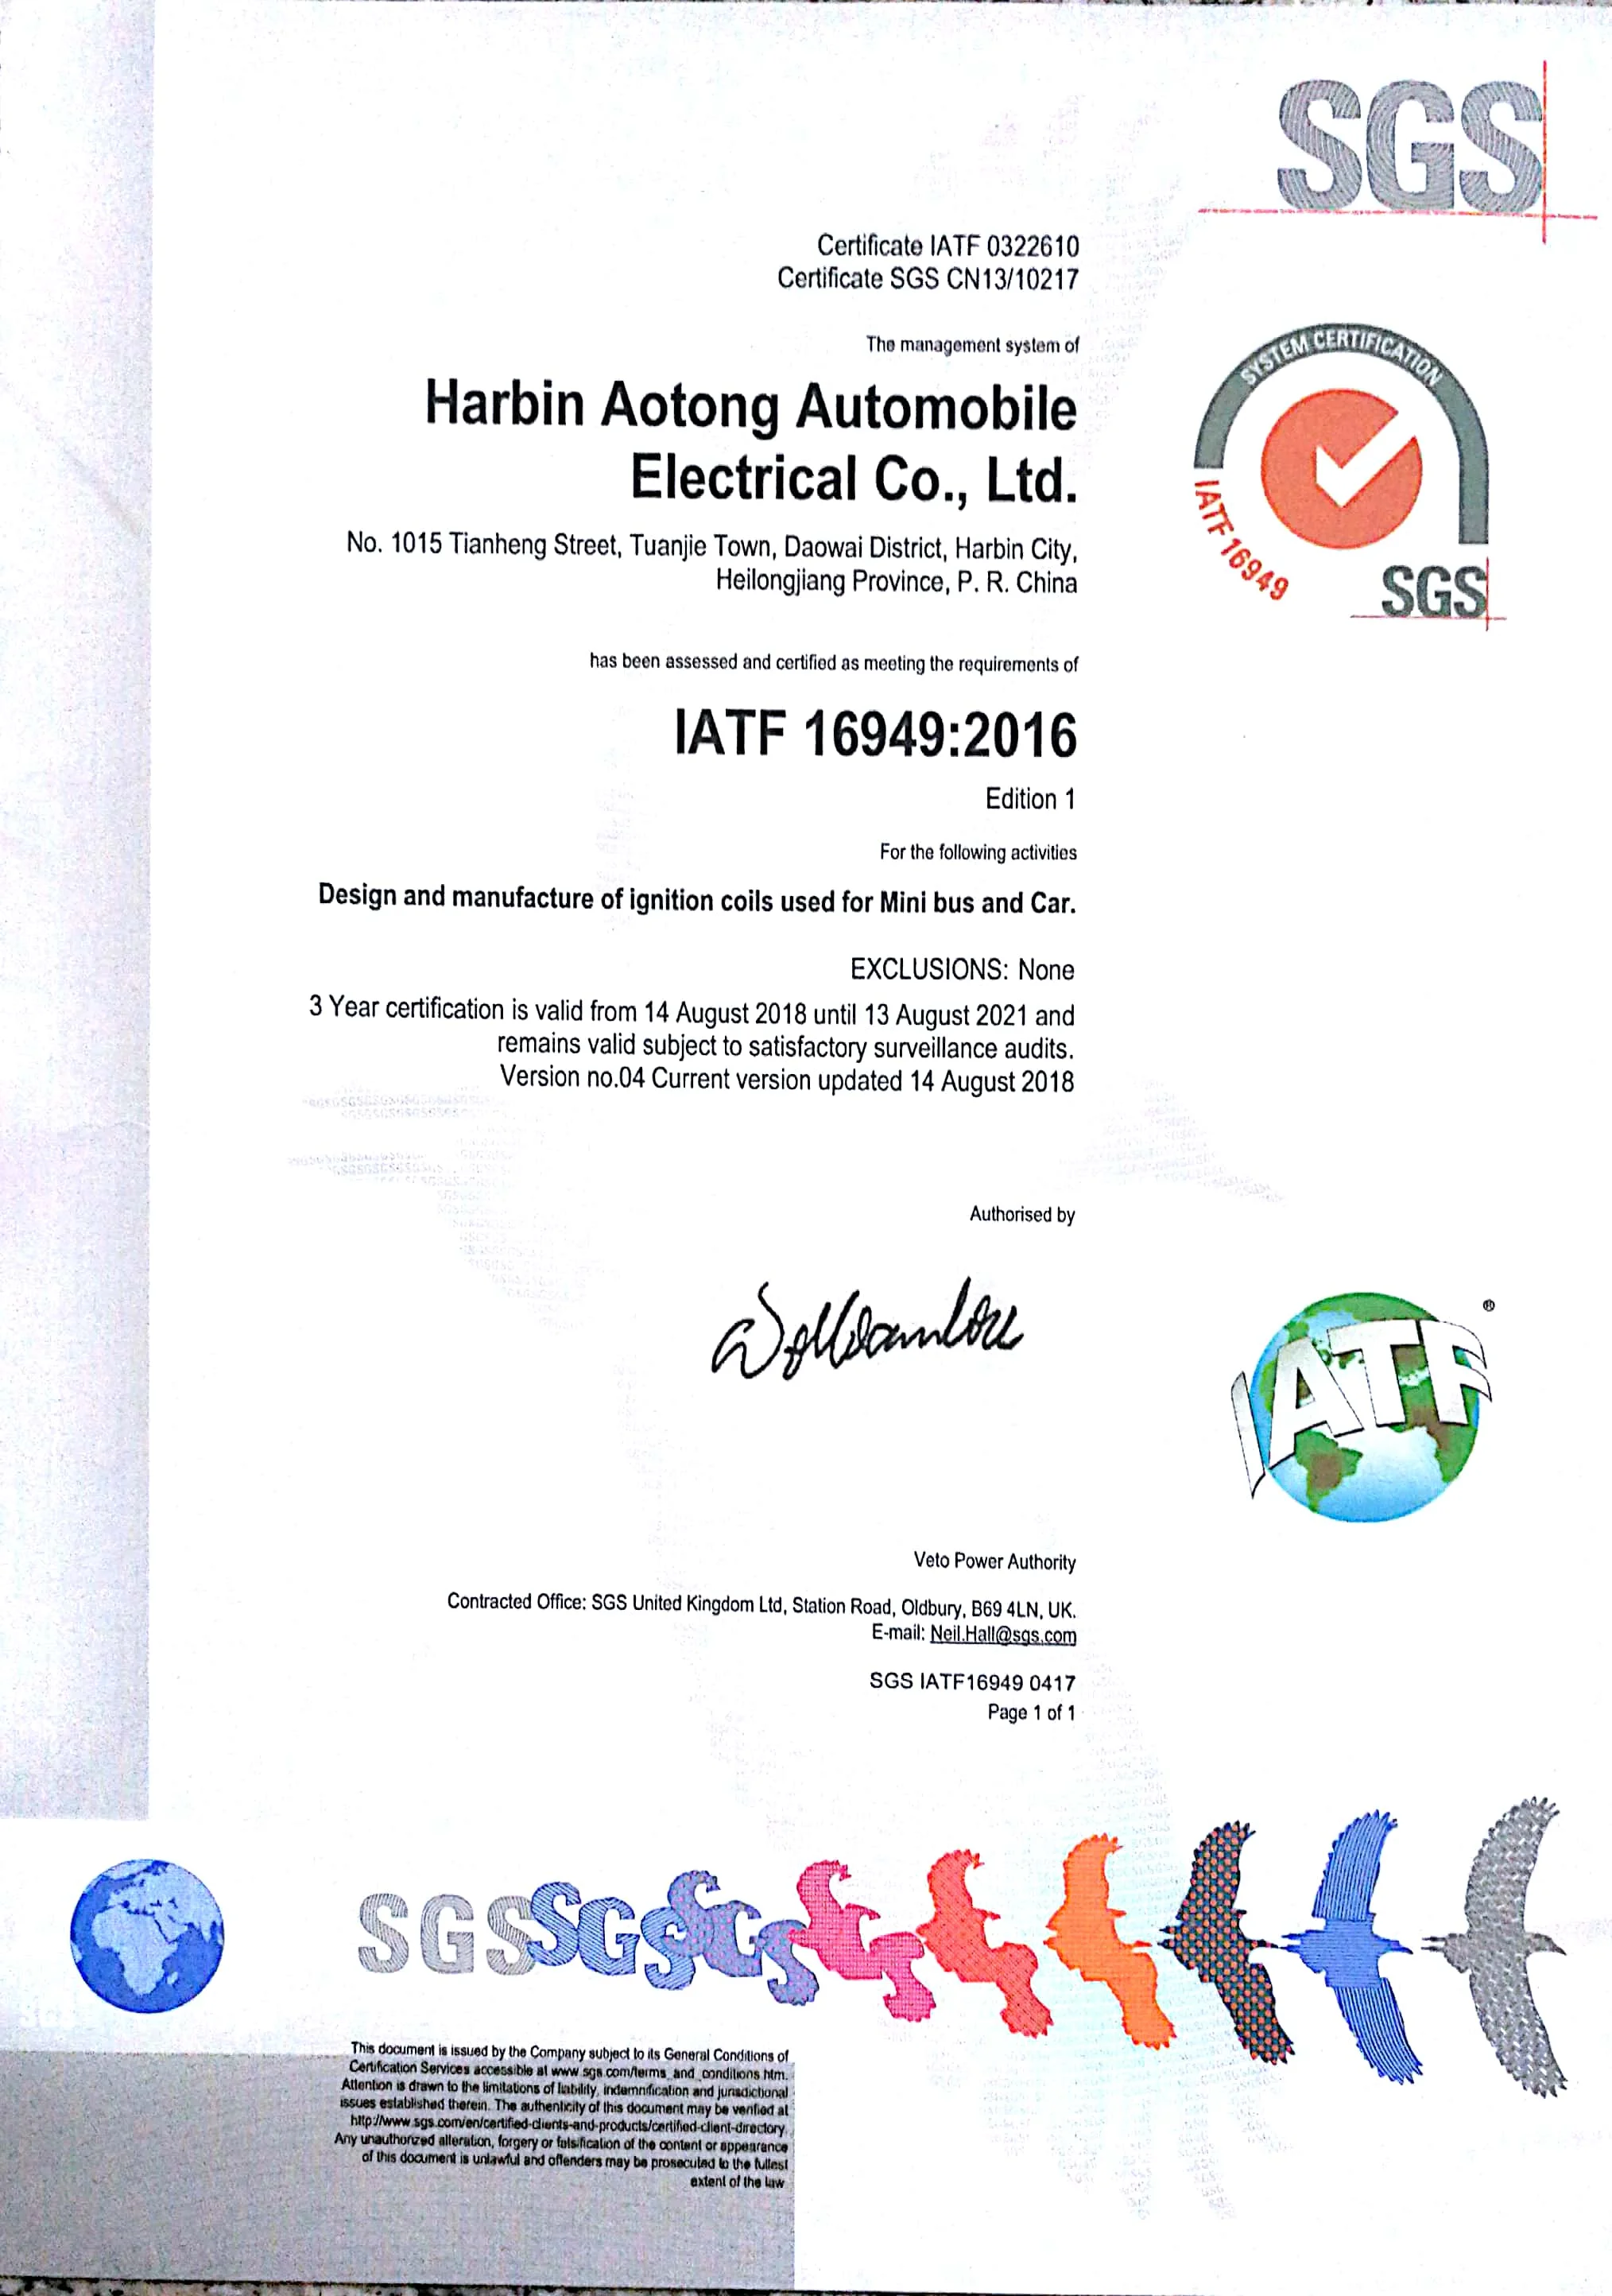 SGS
Certificate IATF 0322610
Certificate SGS CN13/10217
The management system of
Harbin Aotong Automobile
Electrical Co., Ltd.
No. 1015 Tianheng Street, Tuanjie Town, Daowai District, Harbin City,
Heilongjiang Province, P. R. China
SYSTEM CERTIFICATION
IATF 16949
SGS
has been assessed and certified as meeting the requirements of
IATF 16949:2016
Edition 1
For the following activities
Design and manufacture of ignition coils used for Mini bus and Car.
EXCLUSIONS: None
3 Year certification is valid from 14 August 2018 until 13 August 2021 and
remains valid subject to satisfactory surveillance audits.
Version no.04 Current version updated 14 August 2018
Authorised by
IATF ®
Veto Power Authority
Contracted Office: SGS United Kingdom Ltd, Station Road, Oldbury, B69 4LN, UK.
E-mail: Neil.Hall@sgs.com
SGS IATF16949 0417
Page 1 of 1
SGS SGS SGS
This document is issued by the Company subject to its General Conditions of
Certification Services accessible at www.sgs.com/terms_and_conditions.htm.
Attention is drawn to the limitations of liability, indemnification and jurisdictional
issues established therein. The authenticity of this document may be verified at
http://www.sgs.com/en/certified-clients-and-products/certified-client-directory.
Any unauthorized alteration, forgery or falsification of the content or appearance
of this document is unlawful and offenders may be prosecuted to the fullest
extent of the law